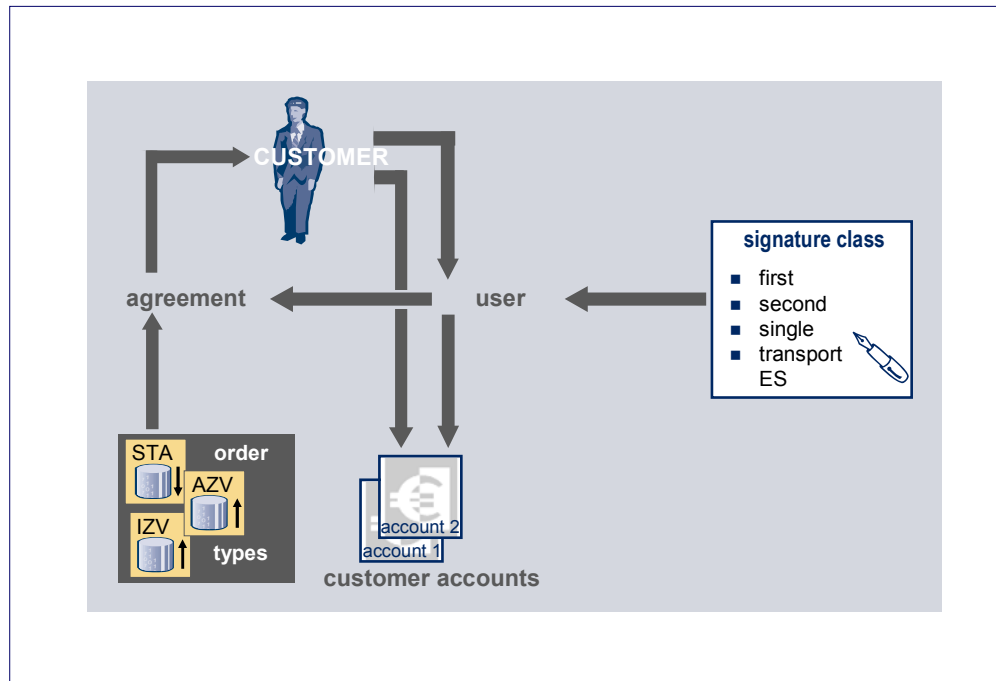 CUSTOMER
agreement
user
signature class
first
second
single
transport
ES
STA
order
AZV
IZV
types
account 2
account 1
customer accounts